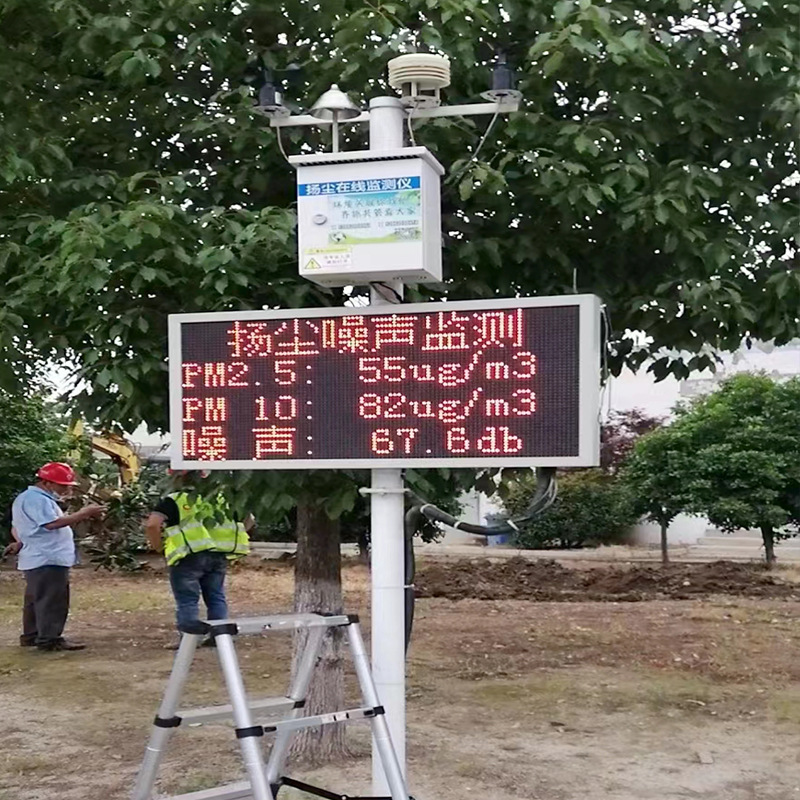 扬尘在线监测仪
扬尘噪声监测
PM2.5: 55ug/m3
PM 10: 82ug/m3
噪 声: 67.6db